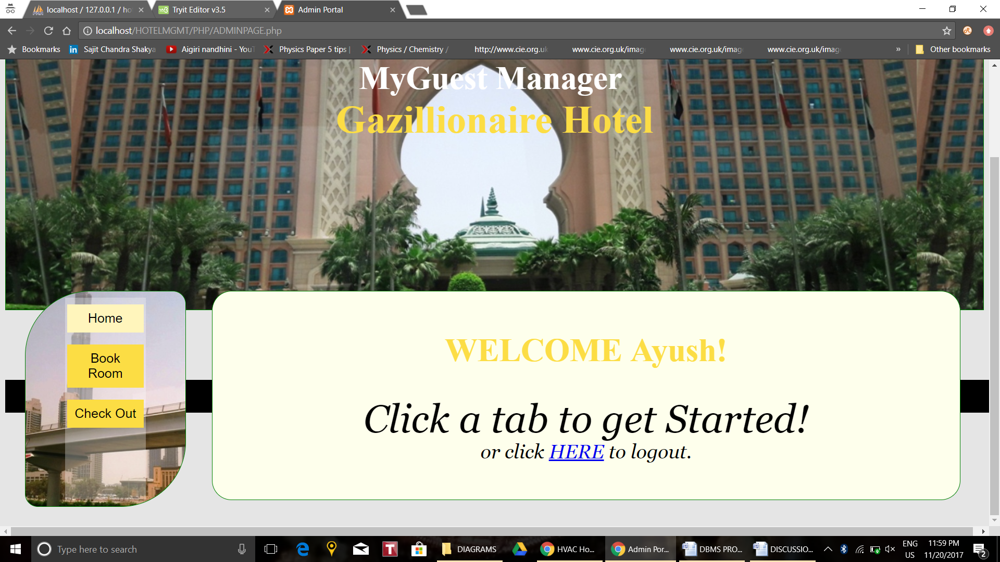 localhost / 127.0.0.1 / ho
Tryit Editor v3.5
Admin Portal
localhost/HOTELMGMT/PHP/ADMINPAGE.php
Bookmarks
Sajit Chandra Shakya
Aigiri nandhini - YouT
Physics Paper 5 tips |
Physics / Chemistry /
http://www.cie.org.uk
www.cie.org.uk/imag
www.cie.org.uk/imag
www.cie.org.uk/imag
»
Other bookmarks
MyGuest Manager
Gazillionaire Hotel
Home
Book
Room
Check Out
WELCOME Ayush!
Click a tab to get Started!
or click HERE to logout.
Type here to search
DIAGRAMS
HVAC Ho...
Admin Por...
DBMS PRO...
DISCUSSIO...
ENG
US
11:59 PM
11/20/2017
2